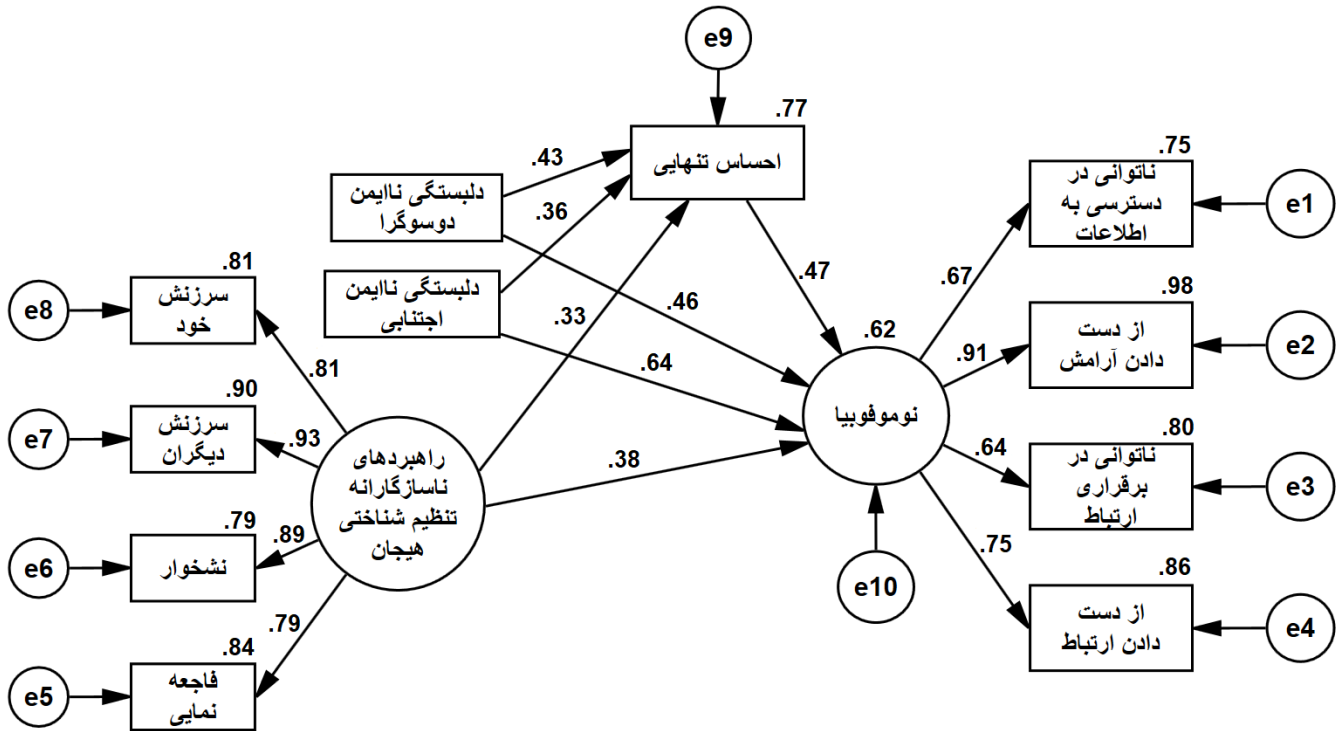 e9
.77
احساس تنهایی
.43
.36
.33
.47
دلبستگی ناایمن
دوسوگرا
دلبستگی ناایمن
اجتنابی
.46
.64
.38
.62
نوموفوبیا
e10
.75
ناتوانی در
دسترسی به
اطلاعات
e1
.67
.98
از دست
دادن آرامش
e2
.91
.80
ناتوانی در
برقراری
ارتباط
e3
.64
.86
از دست
دادن ارتباط
e4
.75
.81
سرزنش
خود
e8
.81
.90
سرزنش
دیگران
e7
.93
.79
نشخوار
e6
.89
.84
فاجعه
نمایی
e5
.79
راهبردهای
ناسازگارانه
تنظیم شناختی
هیجان